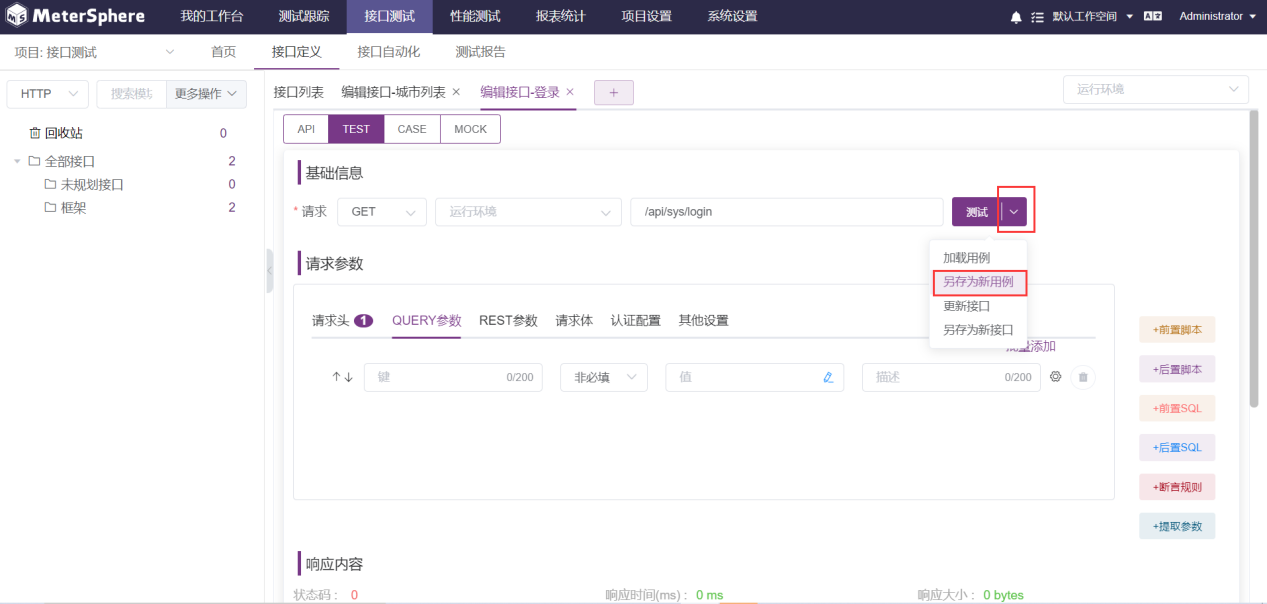 MeterSphere 我的工作台 测试跟踪 接口测试 性能测试 报表统计 项目设置 系统设置 默认工作空间 Administrator
项目: 接口测试 首页 接口定义 接口自动化 测试报告
HTTP 搜索模块 更多操作 接口列表 编辑接口-城市列表 × 编辑接口-登录 × + 运行环境
API TEST CASE MOCK
回收站 0
全部接口 2
未规划接口 0
框架 2
基础信息
* 请求 GET 运行环境 /api/sys/login 测试
加载用例
另存为新用例
更新接口
另存为新接口
请求参数
请求头 1 QUERY参数 REST参数 请求体 认证配置 其他设置
批量添加
键 0/200 非必填 值 描述 0/200
+前置脚本
+后置脚本
+前置SQL
+后置SQL
+断言规则
+提取参数
响应内容
状态码： 0 响应时间(ms)： 0 ms 响应大小： 0 bytes